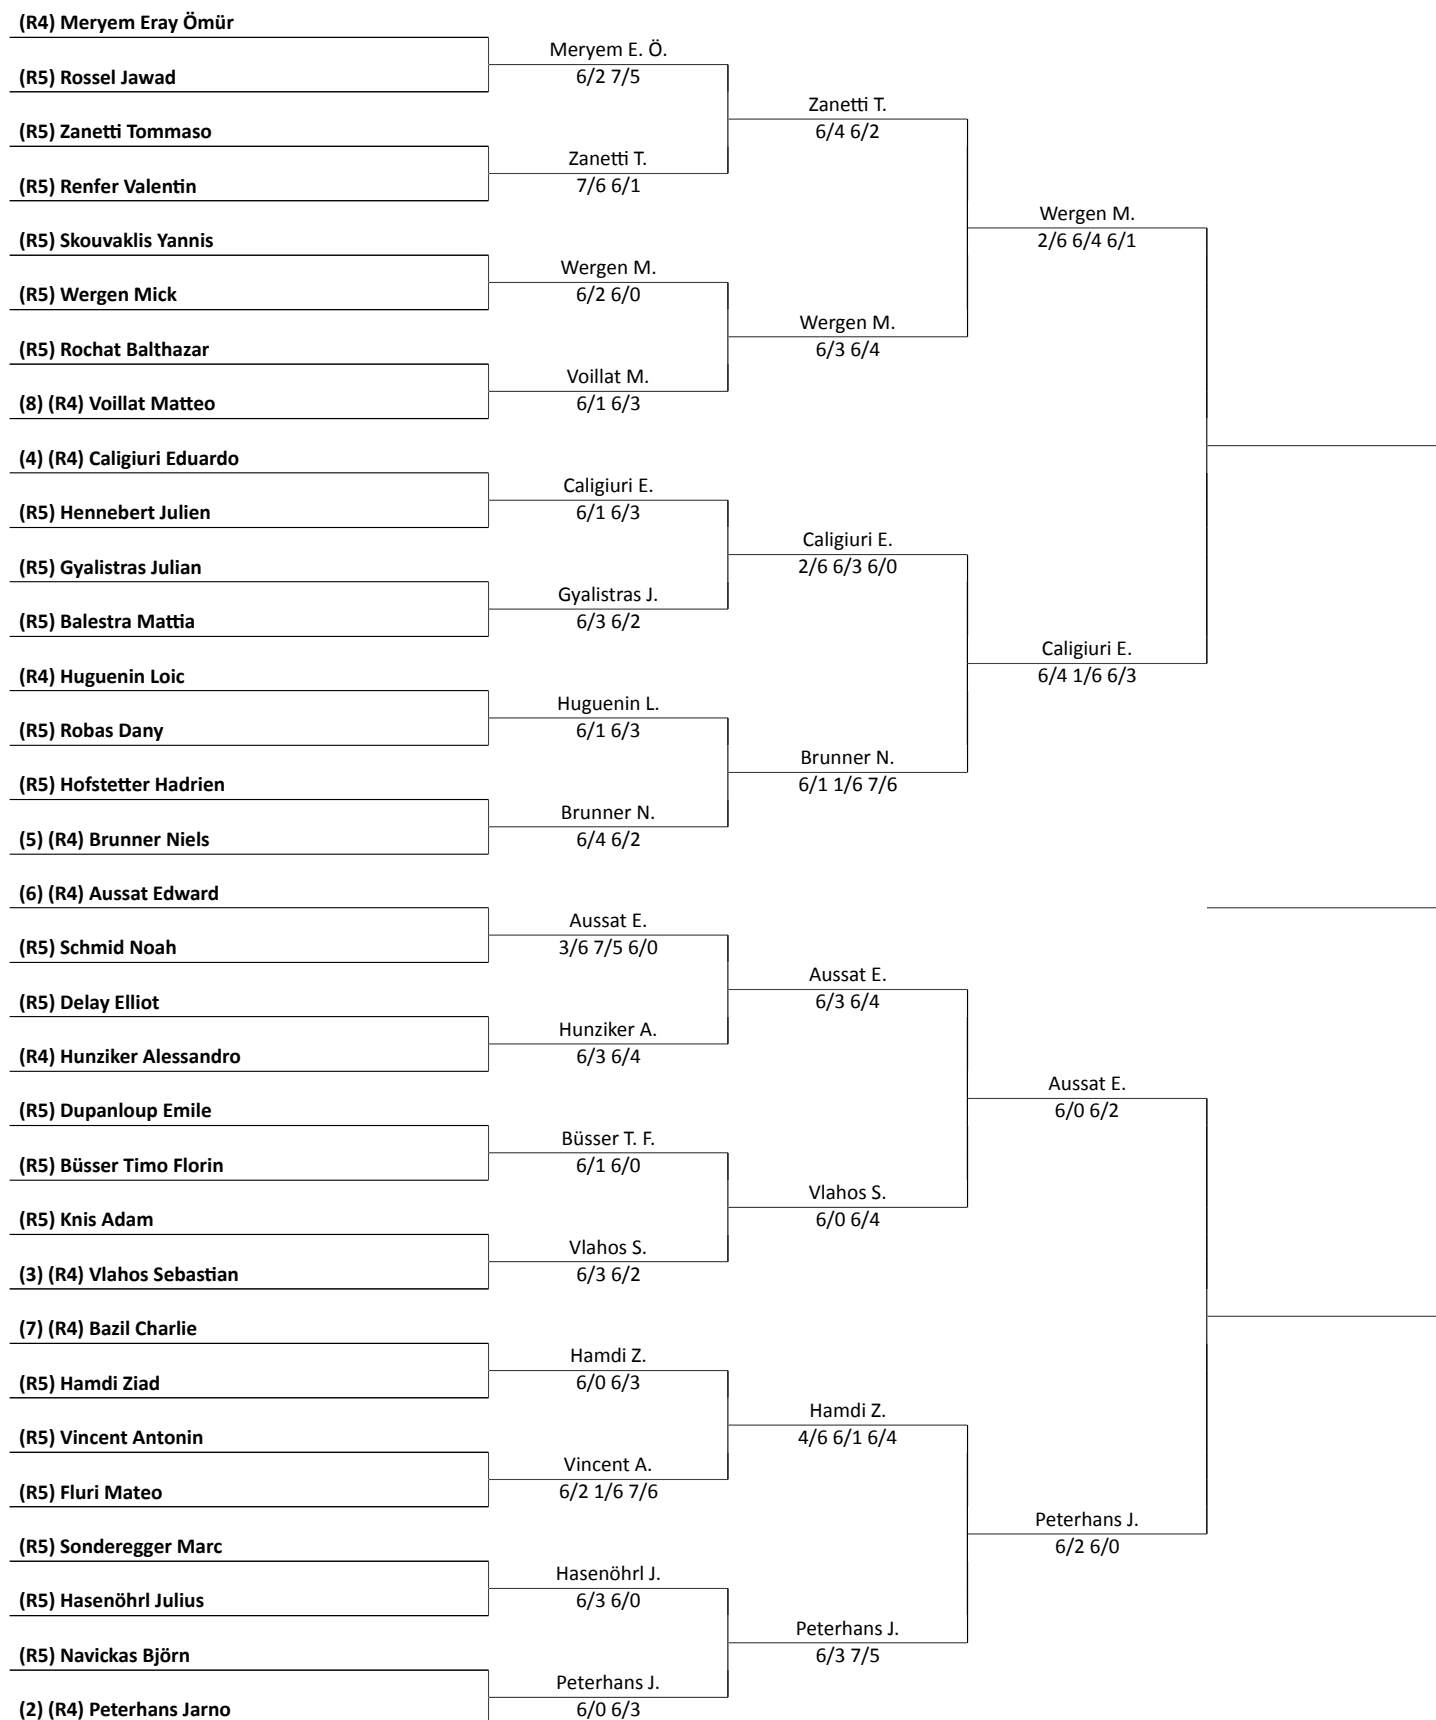 (R4) Meryem Eray Ömür
Meryem E. Ö.
(R5) Rossel Jawad
6/2 7/5
Zanetti T.
(R5) Zanetti Tommaso
6/4 6/2
Zanetti T.
(R5) Renfer Valentin
7/6 6/1
Wergen M.
(R5) Skouvaklis Yannis
2/6 6/4 6/1
Wergen M.
(R5) Wergen Mick
6/2 6/0
Wergen M.
(R5) Rochat Balthazar
6/3 6/4
Voillat M.
(8) (R4) Voillat Matteo
6/1 6/3
(4) (R4) Caligiuri Eduardo
Caligiuri E.
(R5) Hennebert Julien
6/1 6/3
Caligiuri E.
(R5) Gyalistras Julian
2/6 6/3 6/0
Gyalistras J.
(R5) Balestra Mattia
6/3 6/2
Caligiuri E.
(R4) Huguenin Loic
6/4 1/6 6/3
Huguenin L.
(R5) Robas Dany
6/1 6/3
Brunner N.
(R5) Hofstetter Hadrien
6/1 1/6 7/6
Brunner N.
(5) (R4) Brunner Niels
6/4 6/2
(6) (R4) Aussat Edward
Aussat E.
(R5) Schmid Noah
3/6 7/5 6/0
Aussat E.
(R5) Delay Elliot
6/3 6/4
Hunziker A.
(R4) Hunziker Alessandro
6/3 6/4
Aussat E.
(R5) Dupanloup Emile
6/0 6/2
Büsser T. F.
(R5) Büsser Timo Florin
6/1 6/0
Vlahos S.
(R5) Knis Adam
6/0 6/4
Vlahos S.
(3) (R4) Vlahos Sebastian
6/3 6/2
(7) (R4) Bazil Charlie
Hamdi Z.
(R5) Hamdi Ziad
6/0 6/3
Hamdi Z.
(R5) Vincent Antonin
4/6 6/1 6/4
Vincent A.
(R5) Fluri Mateo
6/2 1/6 7/6
Peterhans J.
(R5) Sonderegger Marc
6/2 6/0
Hasenöhrl J.
(R5) Hasenöhrl Julius
6/3 6/0
Peterhans J.
(R5) Navickas Björn
6/3 7/5
Peterhans J.
(2) (R4) Peterhans Jarno
6/0 6/3